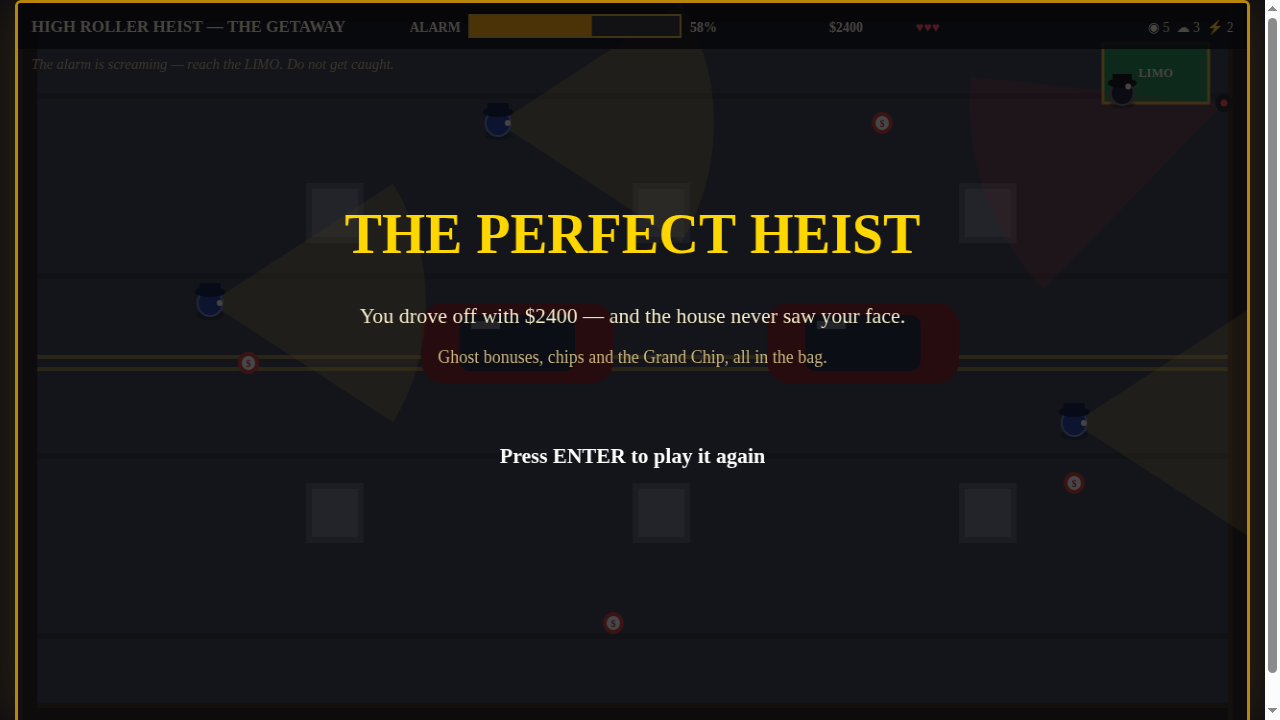 HIGH ROLLER HEIST — THE GETAWAY ALARM 58% $2400 ♥♥♥ ◉ 5 ☁ 3 ⚡ 2
The alarm is screaming — reach the LIMO. Do not get caught.
LIMO
$
THE PERFECT HEIST
You drove off with $2400 — and the house never saw your face.
Ghost bonuses, chips and the Grand Chip, all in the bag.
$
Press ENTER to play it again
$
$